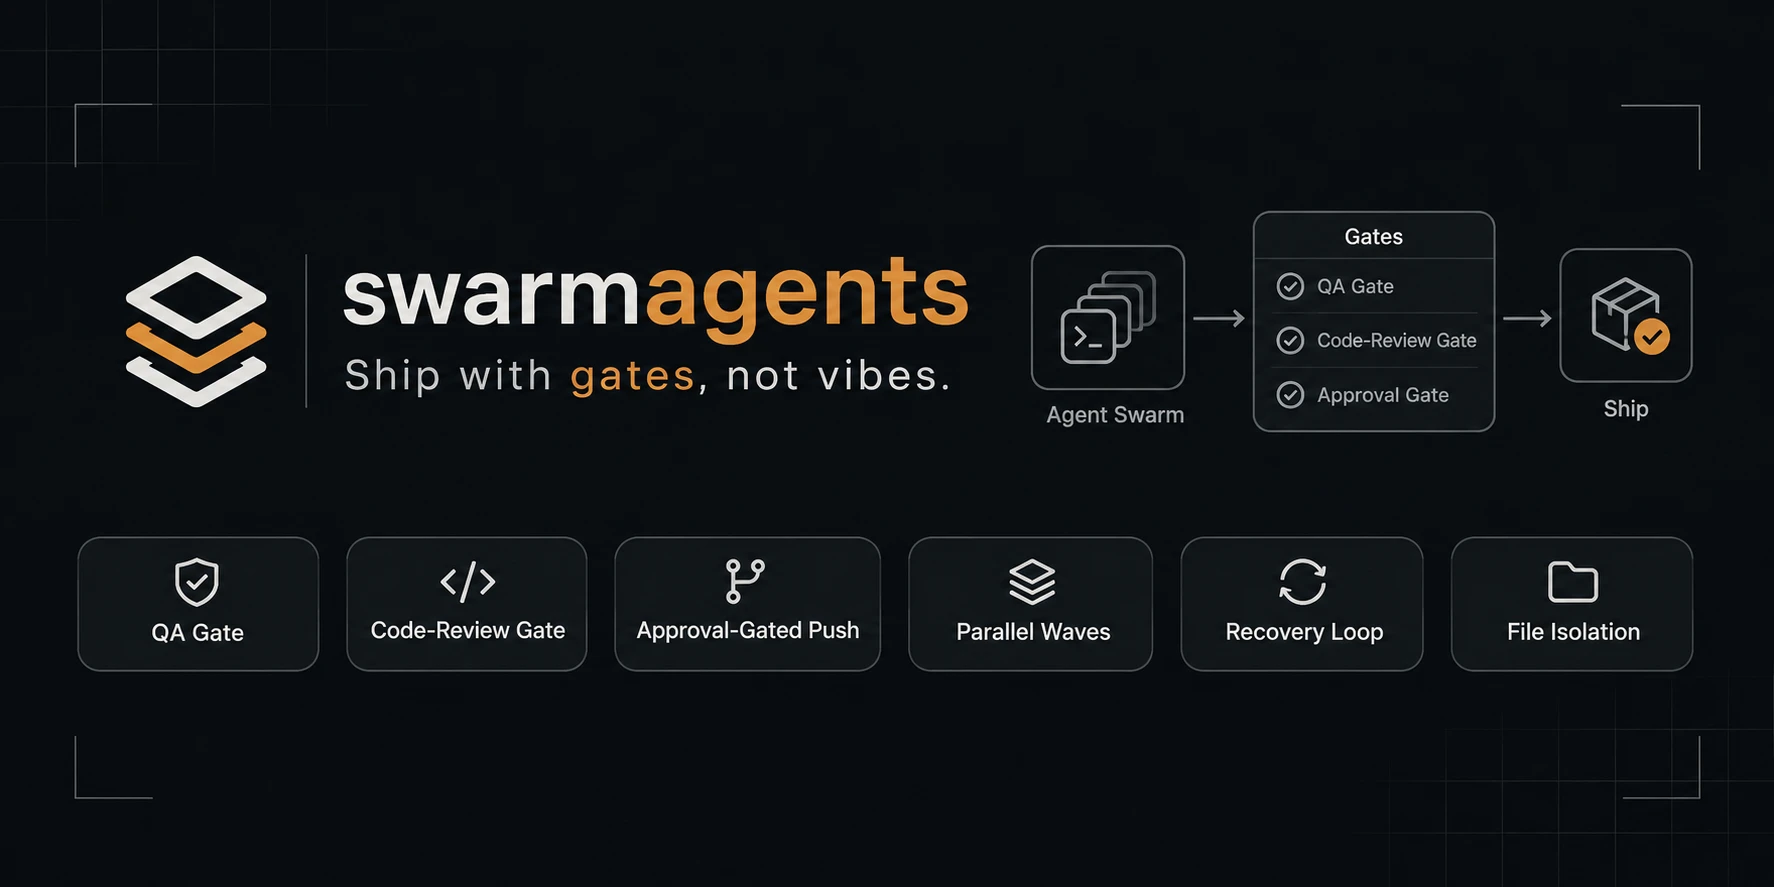 swarmagents
Ship with gates, not vibes.
Agent Swarm
Gates
QA Gate
Code-Review Gate
Approval Gate
Ship
QA Gate
Code-Review Gate
Approval-Gated Push
Parallel Waves
Recovery Loop
File Isolation